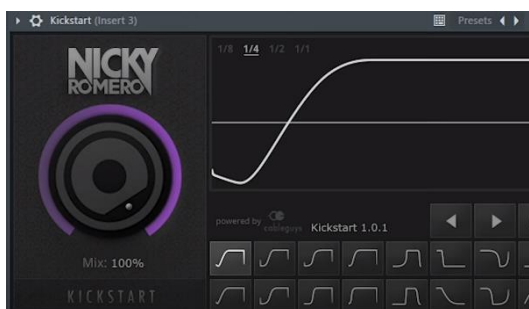 Kickstart (Insert 3)
Presets
NICKY
ROMERO
1/8 1/4 1/2 1/1
powered by
cableguys
Kickstart 1.0.1
Mix: 100%
KICKSTART